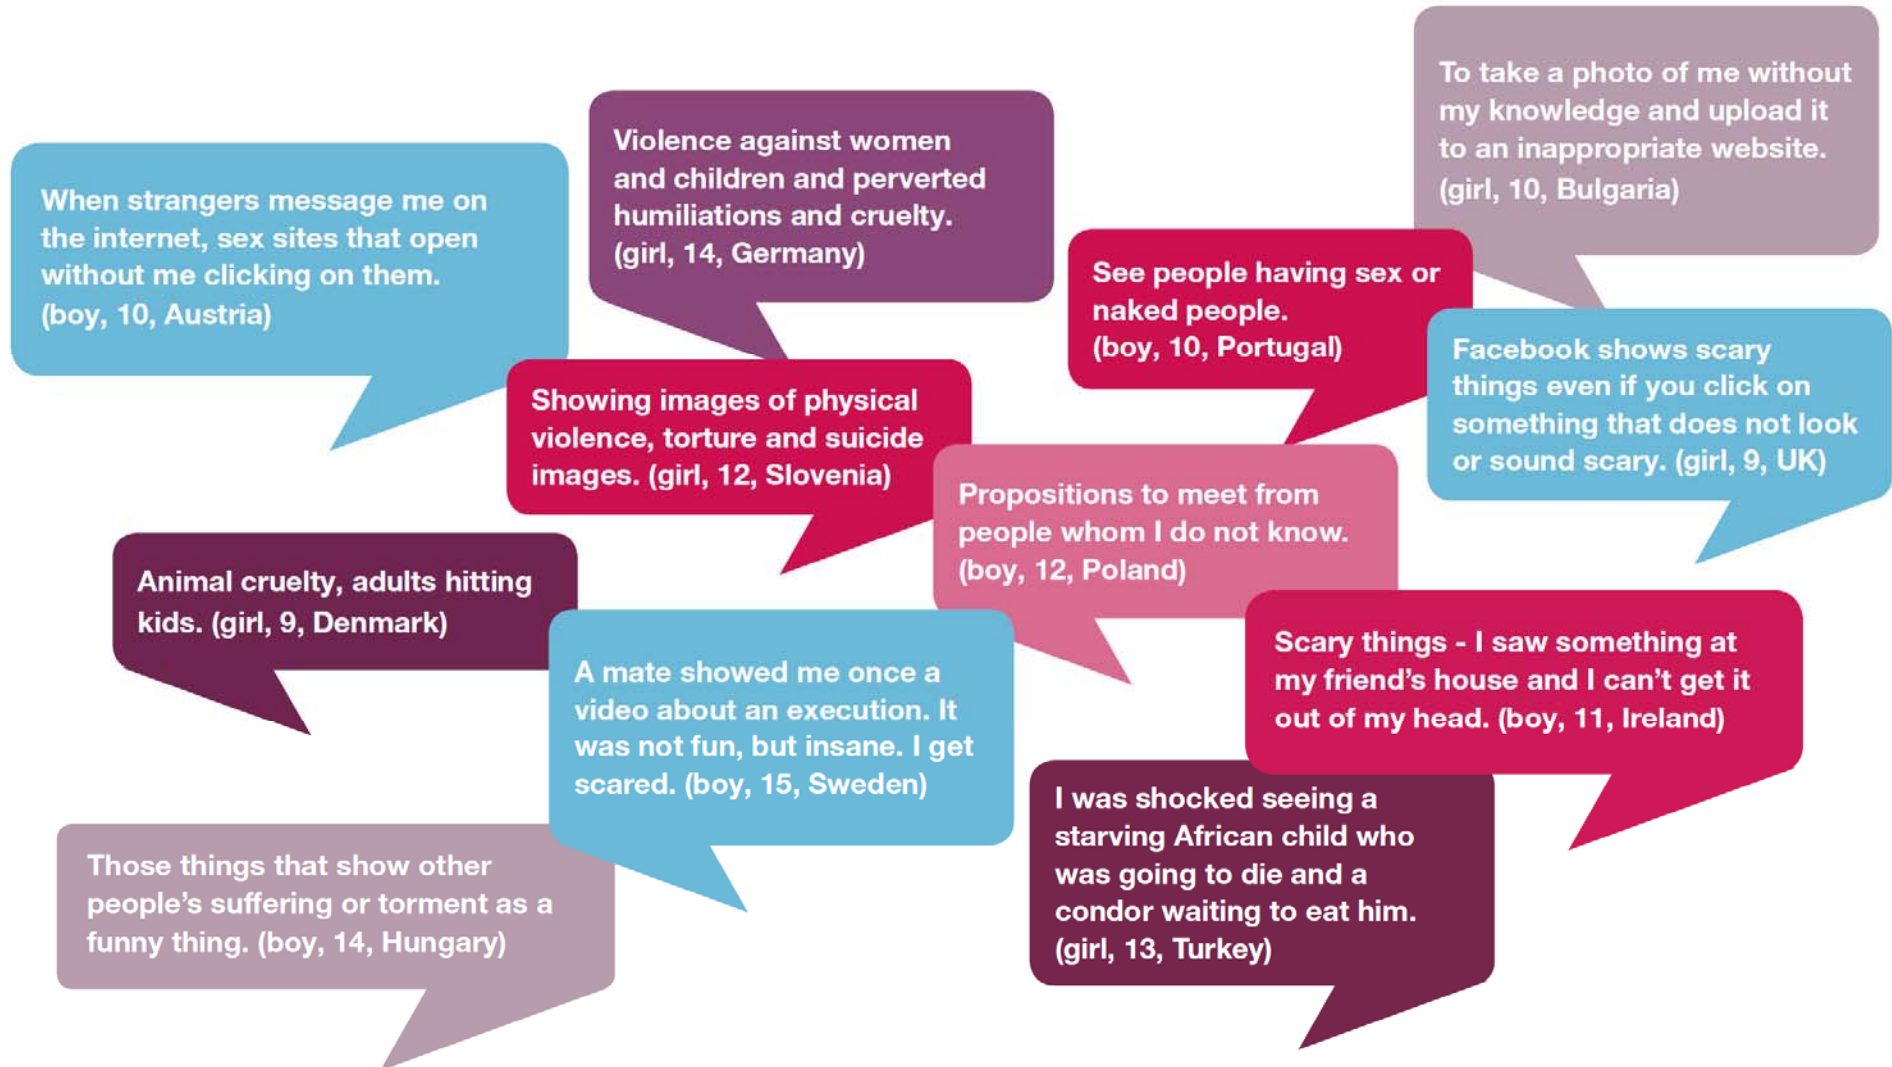 When strangers message me on
the internet, sex sites that open
without me clicking on them.
(boy, 10, Austria)
Violence against women
and children and perverted
humiliations and cruelty.
(girl, 14, Germany)
To take a photo of me without
my knowledge and upload it
to an inappropriate website.
(girl, 10, Bulgaria)
See people having sex or
naked people.
(boy, 10, Portugal)
Facebook shows scary
things even if you click on
something that does not look
or sound scary. (girl, 9, UK)
Showing images of physical
violence, torture and suicide
images. (girl, 12, Slovenia)
Propositions to meet from
people whom I do not know.
(boy, 12, Poland)
Animal cruelty, adults hitting
kids. (girl, 9, Denmark)
A mate showed me once a
video about an execution. It
was not fun, but insane. I get
scared. (boy, 15, Sweden)
Scary things - I saw something at
my friend's house and I can't get it
out of my head. (boy, 11, Ireland)
I was shocked seeing a
starving African child who
was going to die and a
condor waiting to eat him.
(girl, 13, Turkey)
Those things that show other
people's suffering or torment as a
funny thing. (boy, 14, Hungary)